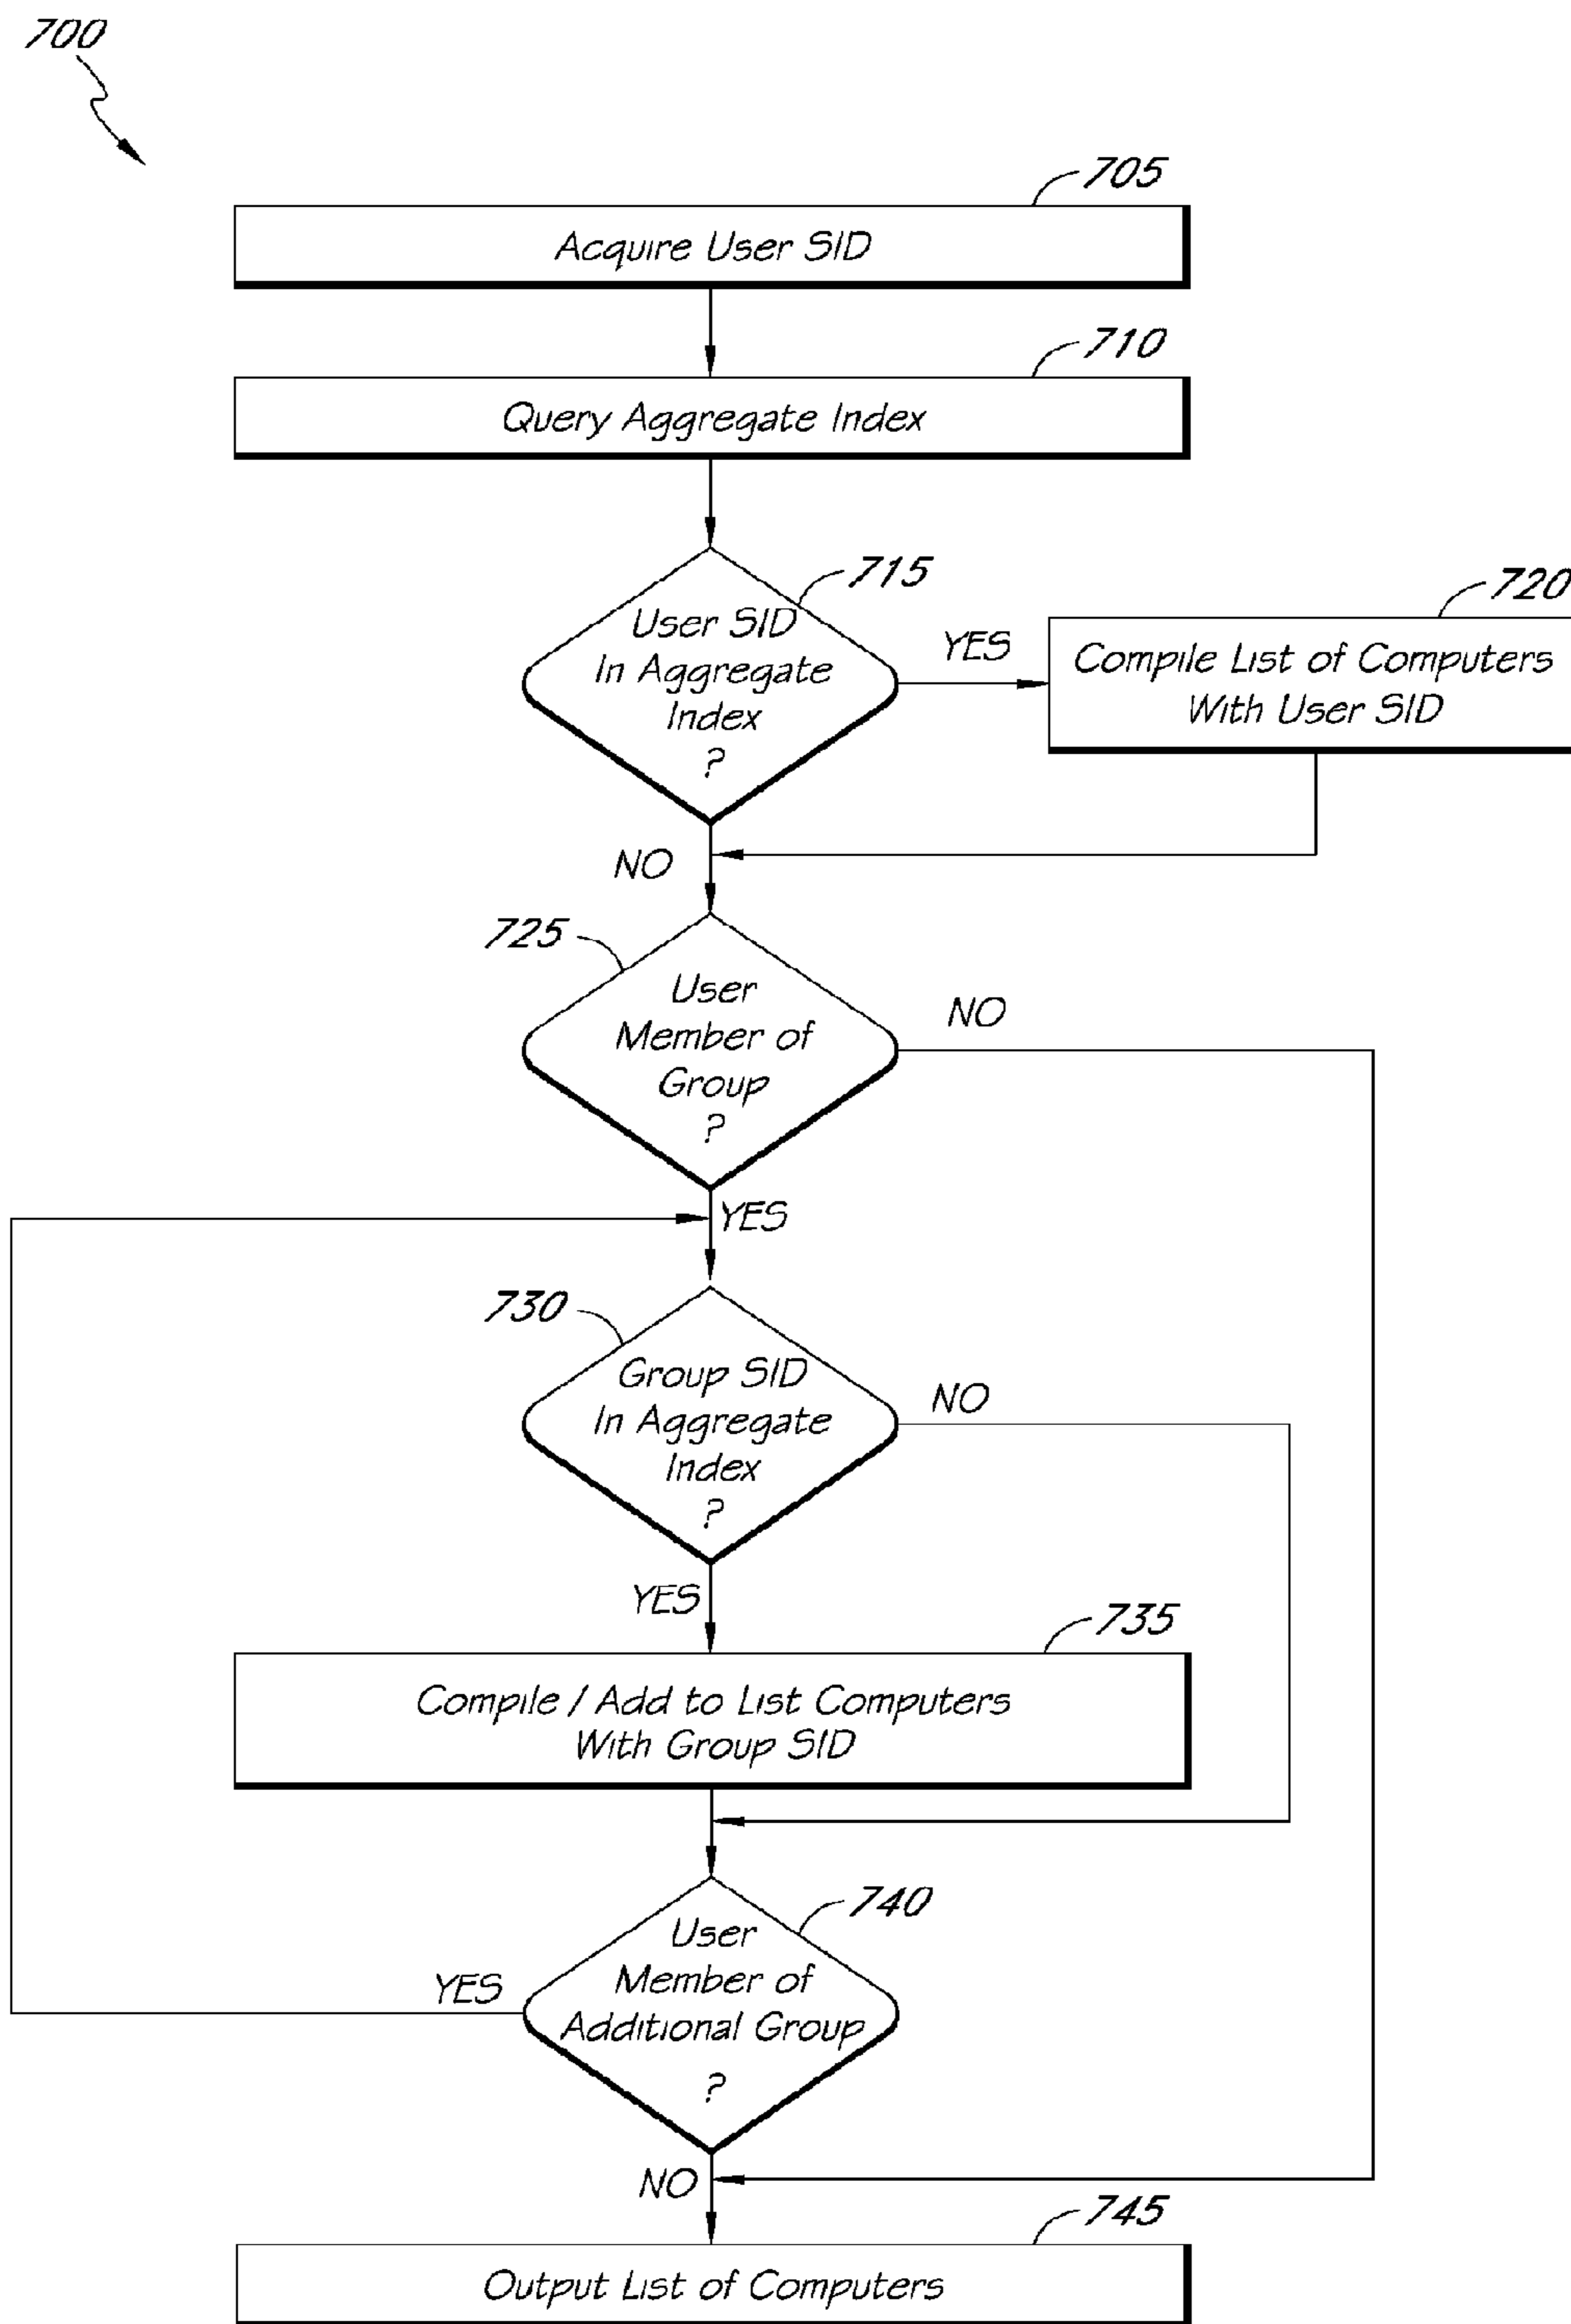 700
705
Acquire User SID
710
Query Aggregate Index
715
User SID
In Aggregate
Index
?
YES
720
Compile List of Computers
With User SID
NO
725
User
Member of
Group
?
NO
YES
730
Group SID
In Aggregate
Index
?
NO
YES
735
Compile / Add to List Computers
With Group SID
740
User
Member of
Additional Group
?
YES
NO
745
Output List of Computers